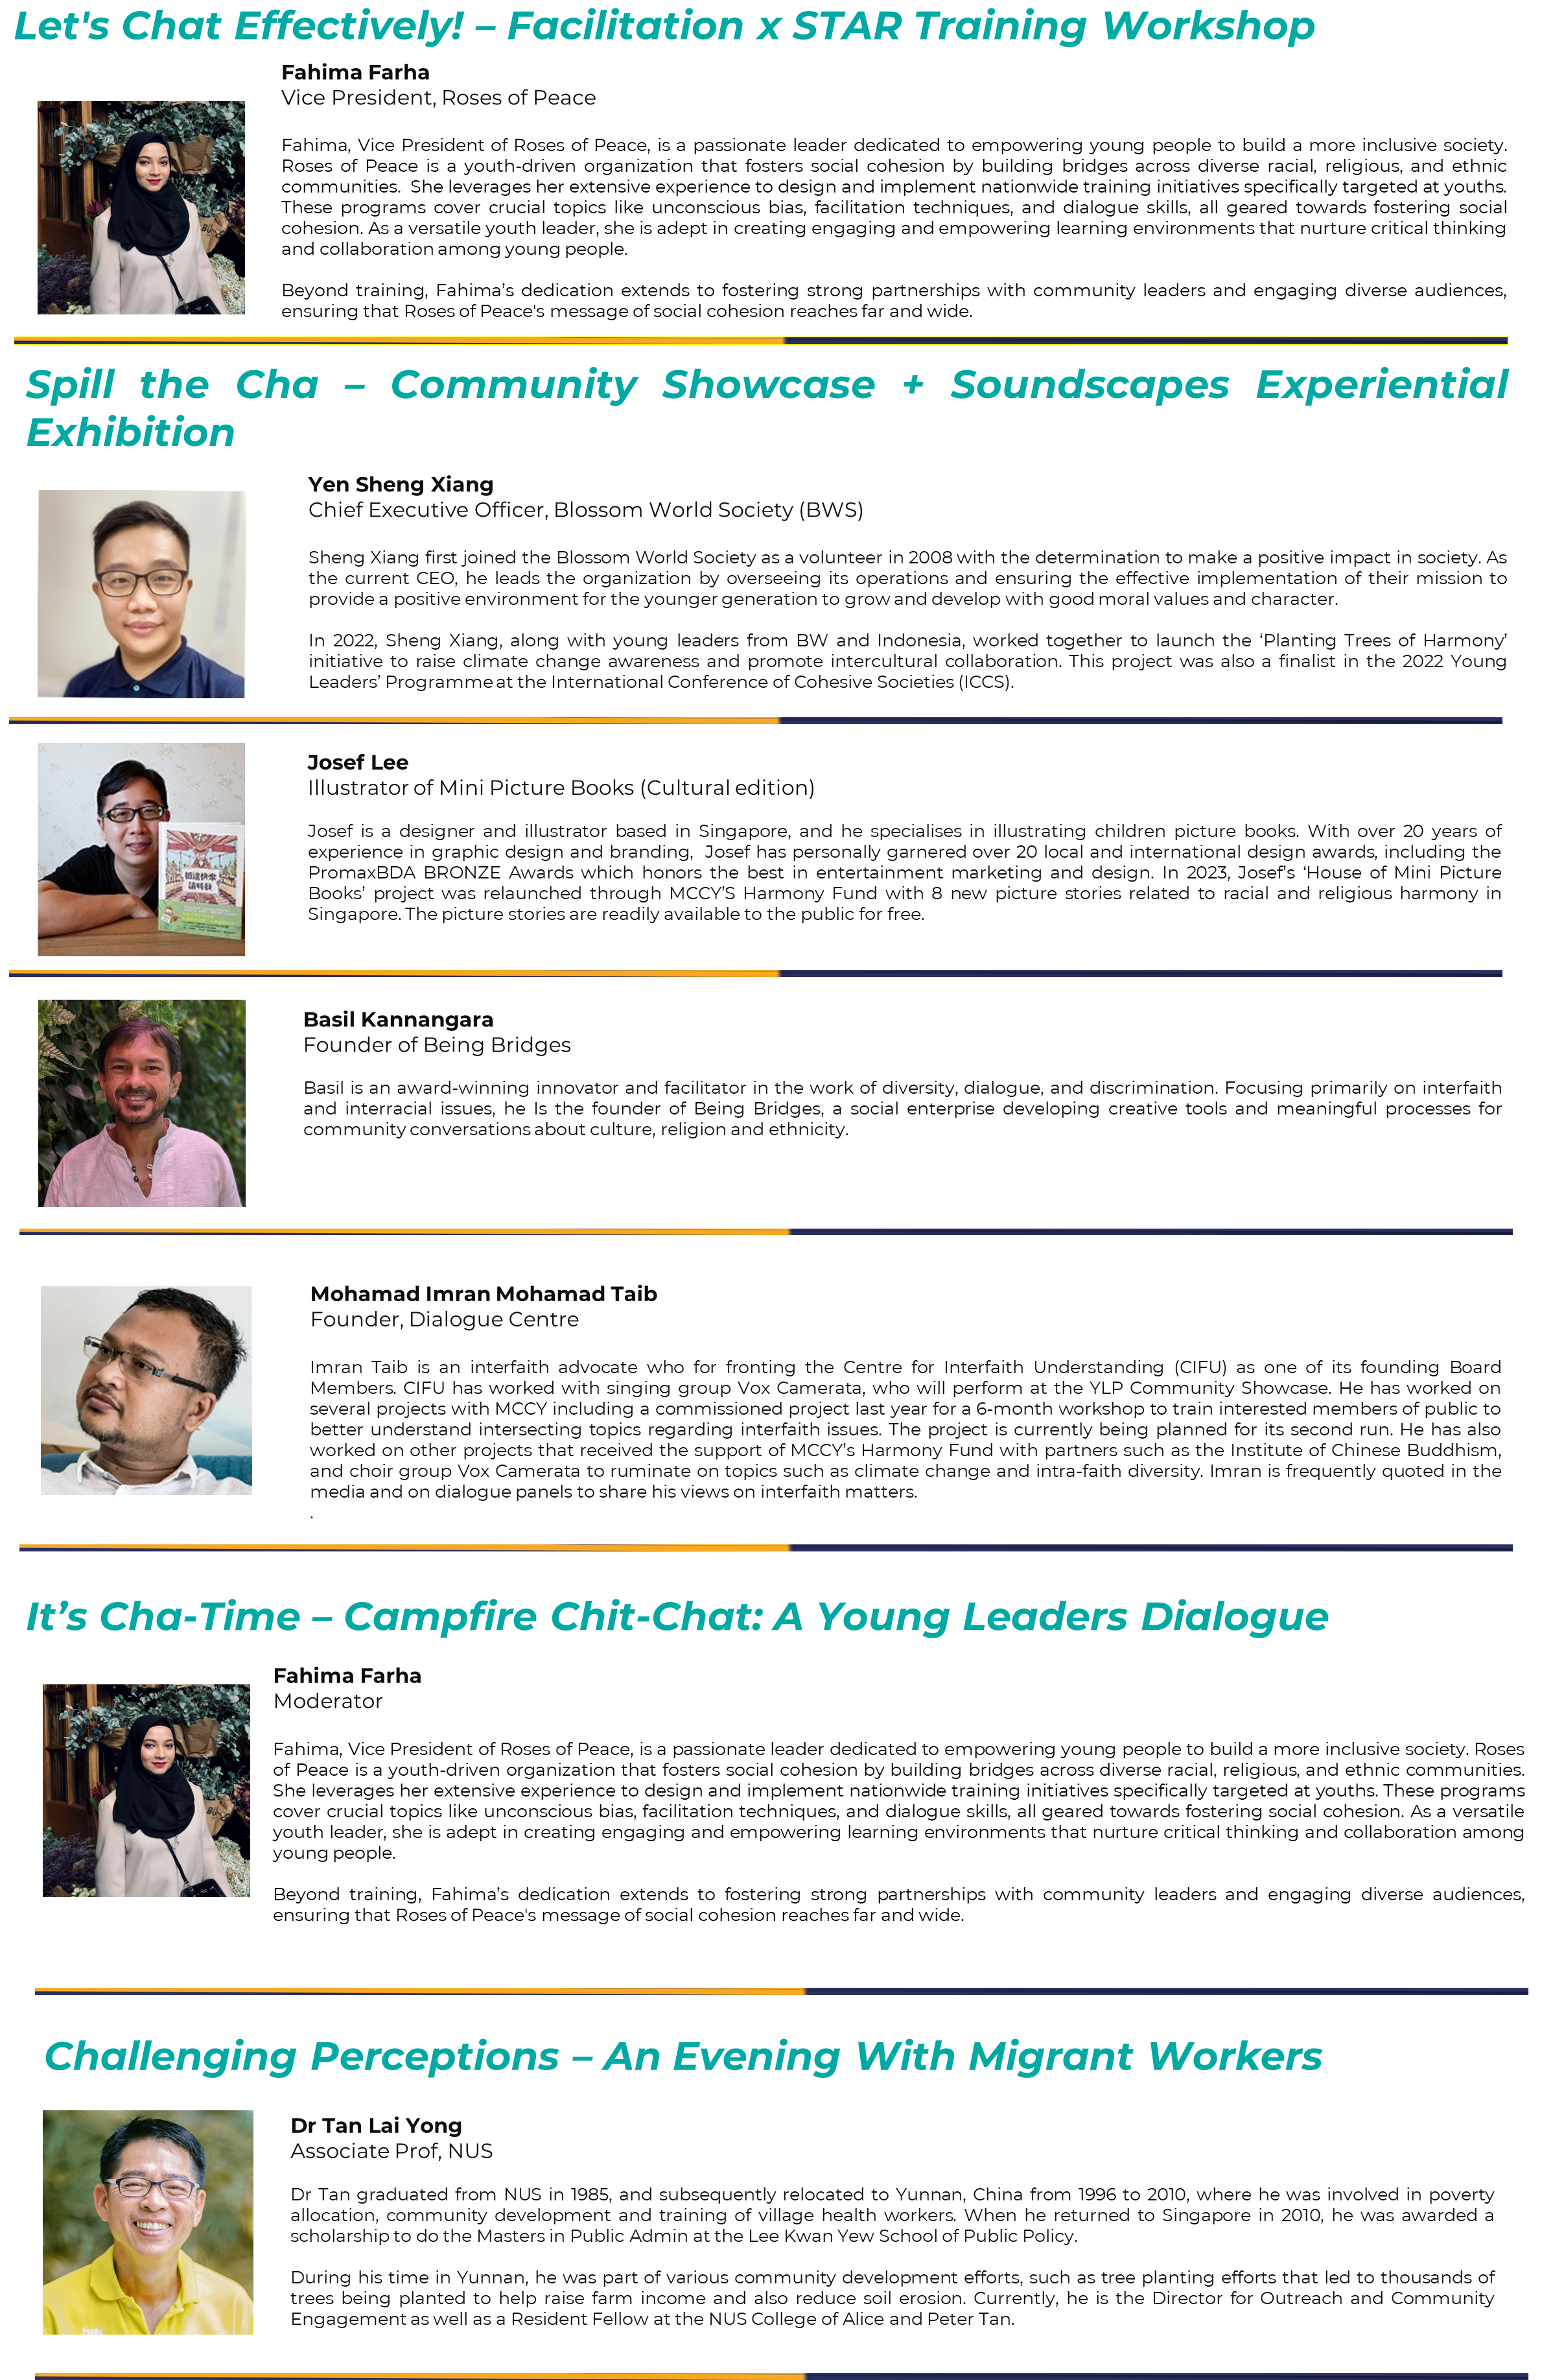 Let's Chat Effectively! – Facilitation x STAR Training Workshop
Fahima Farha
Vice President, Roses of Peace
Fahima, Vice President of Roses of Peace, is a passionate leader dedicated to empowering young people to build a more inclusive society.
Roses of Peace is a youth-driven organization that fosters social cohesion by building bridges across diverse racial, religious, and ethnic
communities. She leverages her extensive experience to design and implement nationwide training initiatives specifically targeted at youths.
These programs cover crucial topics like unconscious bias, facilitation techniques, and dialogue skills, all geared towards fostering social
cohesion. As a versatile youth leader, she is adept in creating engaging and empowering learning environments that nurture critical thinking
and collaboration among young people.
Beyond training, Fahima’s dedication extends to fostering strong partnerships with community leaders and engaging diverse audiences,
ensuring that Roses of Peace's message of social cohesion reaches far and wide.
Spill the Cha – Community Showcase + Soundscapes Experiential
Exhibition
Yen Sheng Xiang
Chief Executive Officer, Blossom World Society (BWS)
Sheng Xiang first joined the Blossom World Society as a volunteer in 2008 with the determination to make a positive impact in society. As
the current CEO, he leads the organization by overseeing its operations and ensuring the effective implementation of their mission to
provide a positive environment for the younger generation to grow and develop with good moral values and character.
In 2022, Sheng Xiang, along with young leaders from BW and Indonesia, worked together to launch the ‘Planting Trees of Harmony’
initiative to raise climate change awareness and promote intercultural collaboration. This project was also a finalist in the 2022 Young
Leaders’ Programme at the International Conference of Cohesive Societies (ICCS).
Josef Lee
Illustrator of Mini Picture Books (Cultural edition)
Josef is a designer and illustrator based in Singapore, and he specialises in illustrating children picture books. With over 20 years of
experience in graphic design and branding, Josef has personally garnered over 20 local and international design awards, including the
PromaxBDA BRONZE Awards which honors the best in entertainment marketing and design. In 2023, Josef’s ‘House of Mini Picture
Books’ project was relaunched through MCCY’S Harmony Fund with 8 new picture stories related to racial and religious harmony in
Singapore. The picture stories are readily available to the public for free.
Basil Kannangara
Founder of Being Bridges
Basil is an award-winning innovator and facilitator in the work of diversity, dialogue, and discrimination. Focusing primarily on interfaith
and interracial issues, he Is the founder of Being Bridges, a social enterprise developing creative tools and meaningful processes for
community conversations about culture, religion and ethnicity.
Mohamad Imran Mohamad Taib
Founder, Dialogue Centre
Imran Taib is an interfaith advocate who for fronting the Centre for Interfaith Understanding (CIFU) as one of its founding Board
Members. CIFU has worked with singing group Vox Camerata, who will perform at the YLP Community Showcase. He has worked on
several projects with MCCY including a commissioned project last year for a 6-month workshop to train interested members of public to
better understand intersecting topics regarding interfaith issues. The project is currently being planned for its second run. He has also
worked on other projects that received the support of MCCY’s Harmony Fund with partners such as the Institute of Chinese Buddhism,
and choir group Vox Camerata to ruminate on topics such as climate change and intra-faith diversity. Imran is frequently quoted in the
media and on dialogue panels to share his views on interfaith matters.
.
It’s Cha-Time – Campfire Chit-Chat: A Young Leaders Dialogue
Fahima Farha
Moderator
Fahima, Vice President of Roses of Peace, is a passionate leader dedicated to empowering young people to build a more inclusive society. Roses
of Peace is a youth-driven organization that fosters social cohesion by building bridges across diverse racial, religious, and ethnic communities.
She leverages her extensive experience to design and implement nationwide training initiatives specifically targeted at youths. These programs
cover crucial topics like unconscious bias, facilitation techniques, and dialogue skills, all geared towards fostering social cohesion. As a versatile
youth leader, she is adept in creating engaging and empowering learning environments that nurture critical thinking and collaboration among
young people.
Beyond training, Fahima’s dedication extends to fostering strong partnerships with community leaders and engaging diverse audiences,
ensuring that Roses of Peace's message of social cohesion reaches far and wide.
Challenging Perceptions – An Evening With Migrant Workers
Dr Tan Lai Yong
Associate Prof, NUS
Dr Tan graduated from NUS in 1985, and subsequently relocated to Yunnan, China from 1996 to 2010, where he was involved in poverty
allocation, community development and training of village health workers. When he returned to Singapore in 2010, he was awarded a
scholarship to do the Masters in Public Admin at the Lee Kwan Yew School of Public Policy.
During his time in Yunnan, he was part of various community development efforts, such as tree planting efforts that led to thousands of
trees being planted to help raise farm income and also reduce soil erosion. Currently, he is the Director for Outreach and Community
Engagement as well as a Resident Fellow at the NUS College of Alice and Peter Tan.